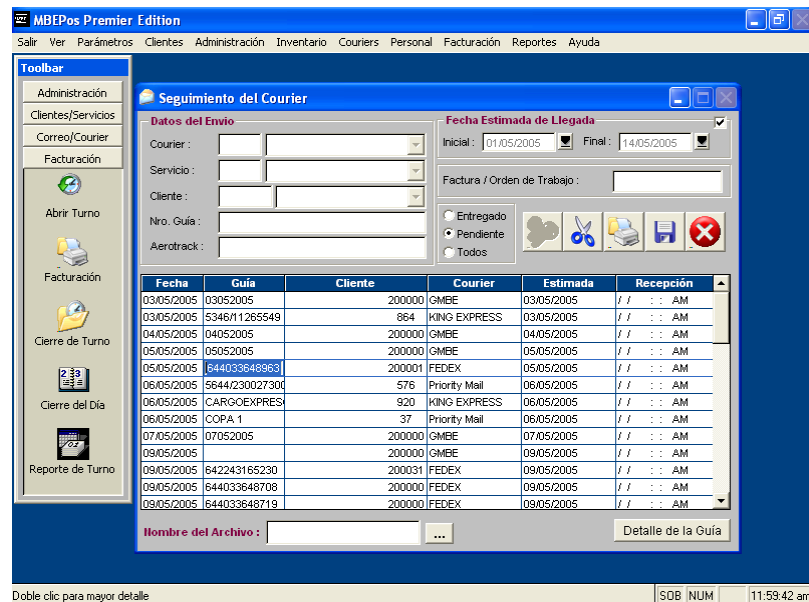 MBEPos Premier Edition
Salir Ver Parámetros Clientes Administración Inventario Couriers Personal Facturación Reportes Ayuda
Toolbar
Administración
Clientes/Servicios
Correo/Courier
Facturación
Abrir Turno
Facturación
Cierre de Turno
Cierre del Día
Reporte de Turno
Seguimiento del Courier
Datos del Envio
Courier :
Servicio :
Cliente :
Nro. Guía :
Aerotrack :
Fecha Estimada de Llegada
Inicial : 01/05/2005 Final : 14/05/2005
Factura / Orden de Trabajo :
Entregado
Pendiente
Todos
Fecha Guía Cliente Courier Estimada Recepción
03/05/2005 03052005 200000 GMBE 03/05/2005 / / : : AM
03/05/2005 5346/11265549 864 KING EXPRESS 03/05/2005 / / : : AM
04/05/2005 04052005 200000 GMBE 04/05/2005 / / : : AM
05/05/2005 05052005 200000 GMBE 05/05/2005 / / : : AM
05/05/2005 644033648963 200001 FEDEX 05/05/2005 / / : : AM
06/05/2005 5644/230027300 576 Priority Mail 06/05/2005 / / : : AM
06/05/2005 CARGOEXPRES 920 KING EXPRESS 06/05/2005 / / : : AM
06/05/2005 COPA 1 37 Priority Mail 06/05/2005 / / : : AM
07/05/2005 07052005 200000 GMBE 07/05/2005 / / : : AM
09/05/2005 200000 GMBE 09/05/2005 / / : : AM
09/05/2005 642243165230 200031 FEDEX 09/05/2005 / / : : AM
09/05/2005 644033648708 200000 FEDEX 09/05/2005 / / : : AM
09/05/2005 644033648719 200000 FEDEX 09/05/2005 / / : : AM
Nombre del Archivo : ... Detalle de la Guía
Doble clic para mayor detalle SOB NUM 11:59:42 am